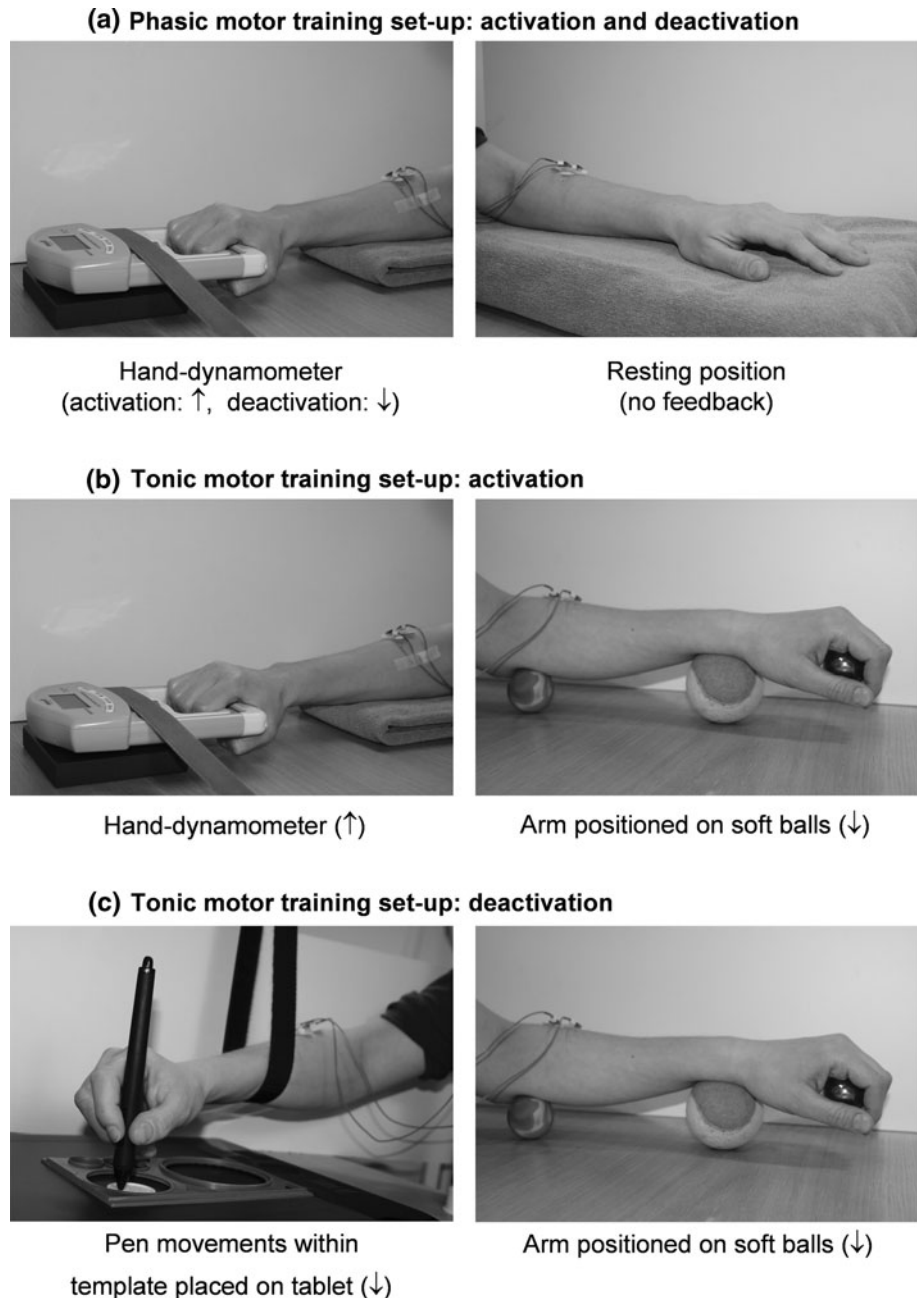 (a) Phasic motor training set-up: activation and deactivation
Hand-dynamometer
(activation: ↑, deactivation: ↓)
Resting position
(no feedback)
(b) Tonic motor training set-up: activation
Hand-dynamometer (↑)
Arm positioned on soft balls (↓)
(c) Tonic motor training set-up: deactivation
Pen movements within
template placed on tablet (↓)
Arm positioned on soft balls (↓)